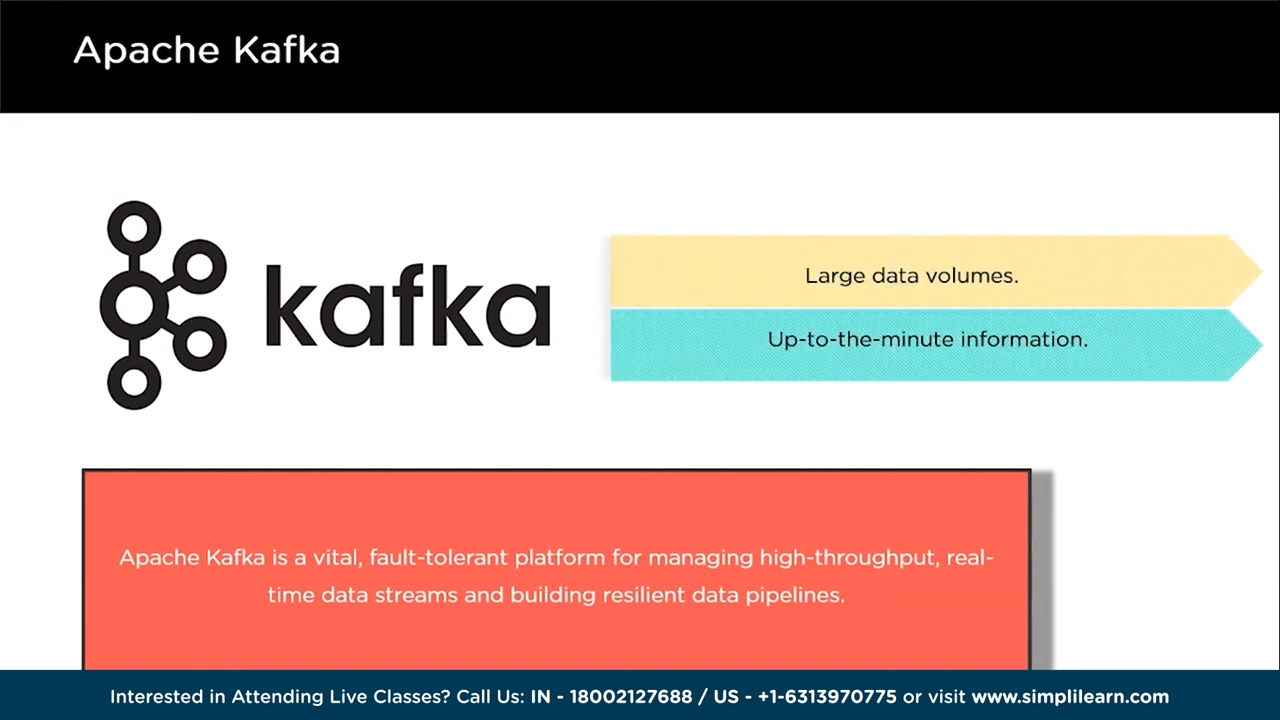 Apache Kafka
kafka
Large data volumes.
Up-to-the-minute information.
Apache Kafka is a vital, fault-tolerant platform for managing high-throughput, real-
time data streams and building resilient data pipelines.
Interested in Attending Live Classes? Call Us: IN - 18002127688 / US - +1-6313970775 or visit www.simplilearn.com